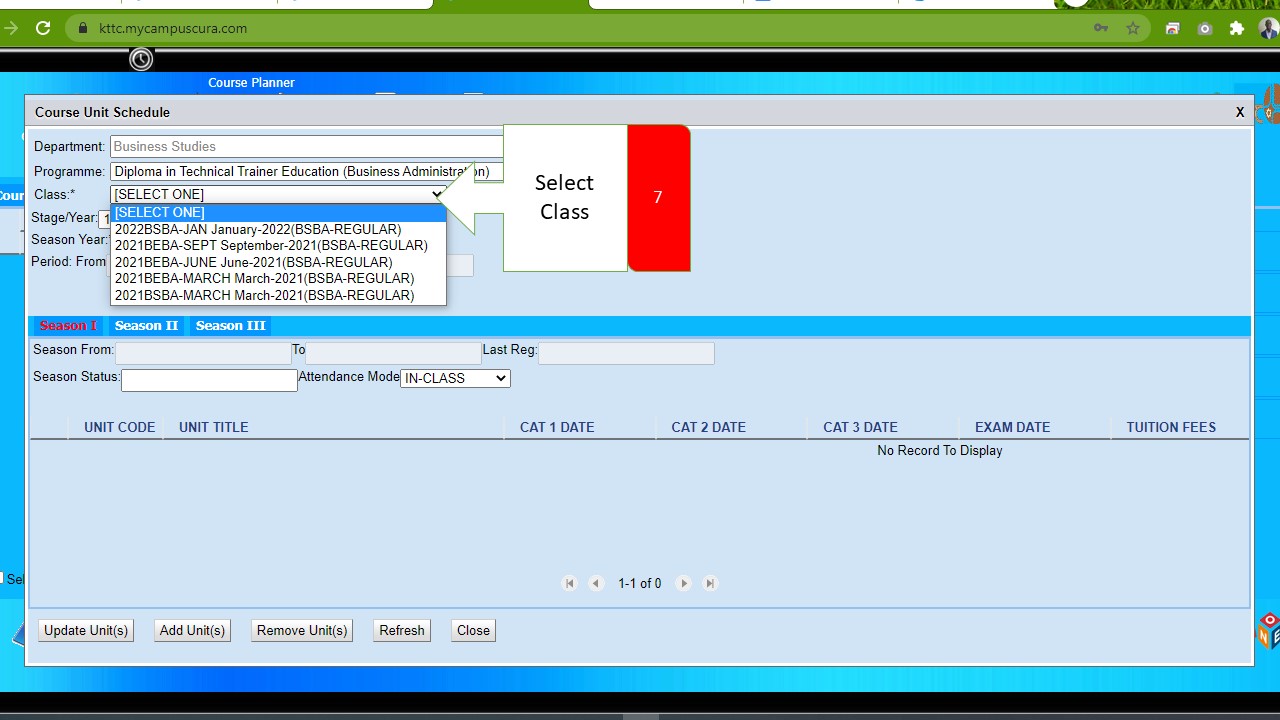 kttc.mycampuscura.com
Course Planner
Course Unit Schedule X
Department: Business Studies
Programme: Diploma in Technical Trainer Education (Business Administration)
Class:* [SELECT ONE]
[SELECT ONE]
2022BSBA-JAN January-2022(BSBA-REGULAR)
2021BEBA-SEPT September-2021(BSBA-REGULAR)
2021BEBA-JUNE June-2021(BSBA-REGULAR)
2021BEBA-MARCH March-2021(BSBA-REGULAR)
2021BSBA-MARCH March-2021(BSBA-REGULAR)
Stage/Year: 1
Season Year:
Period: From
Select
Class
7
Season I Season II Season III
Season From: To Last Reg:
Season Status: Attendance Mode IN-CLASS
UNIT CODE UNIT TITLE CAT 1 DATE CAT 2 DATE CAT 3 DATE EXAM DATE TUITION FEES
No Record To Display
1-1 of 0
Update Unit(s) Add Unit(s) Remove Unit(s) Refresh Close